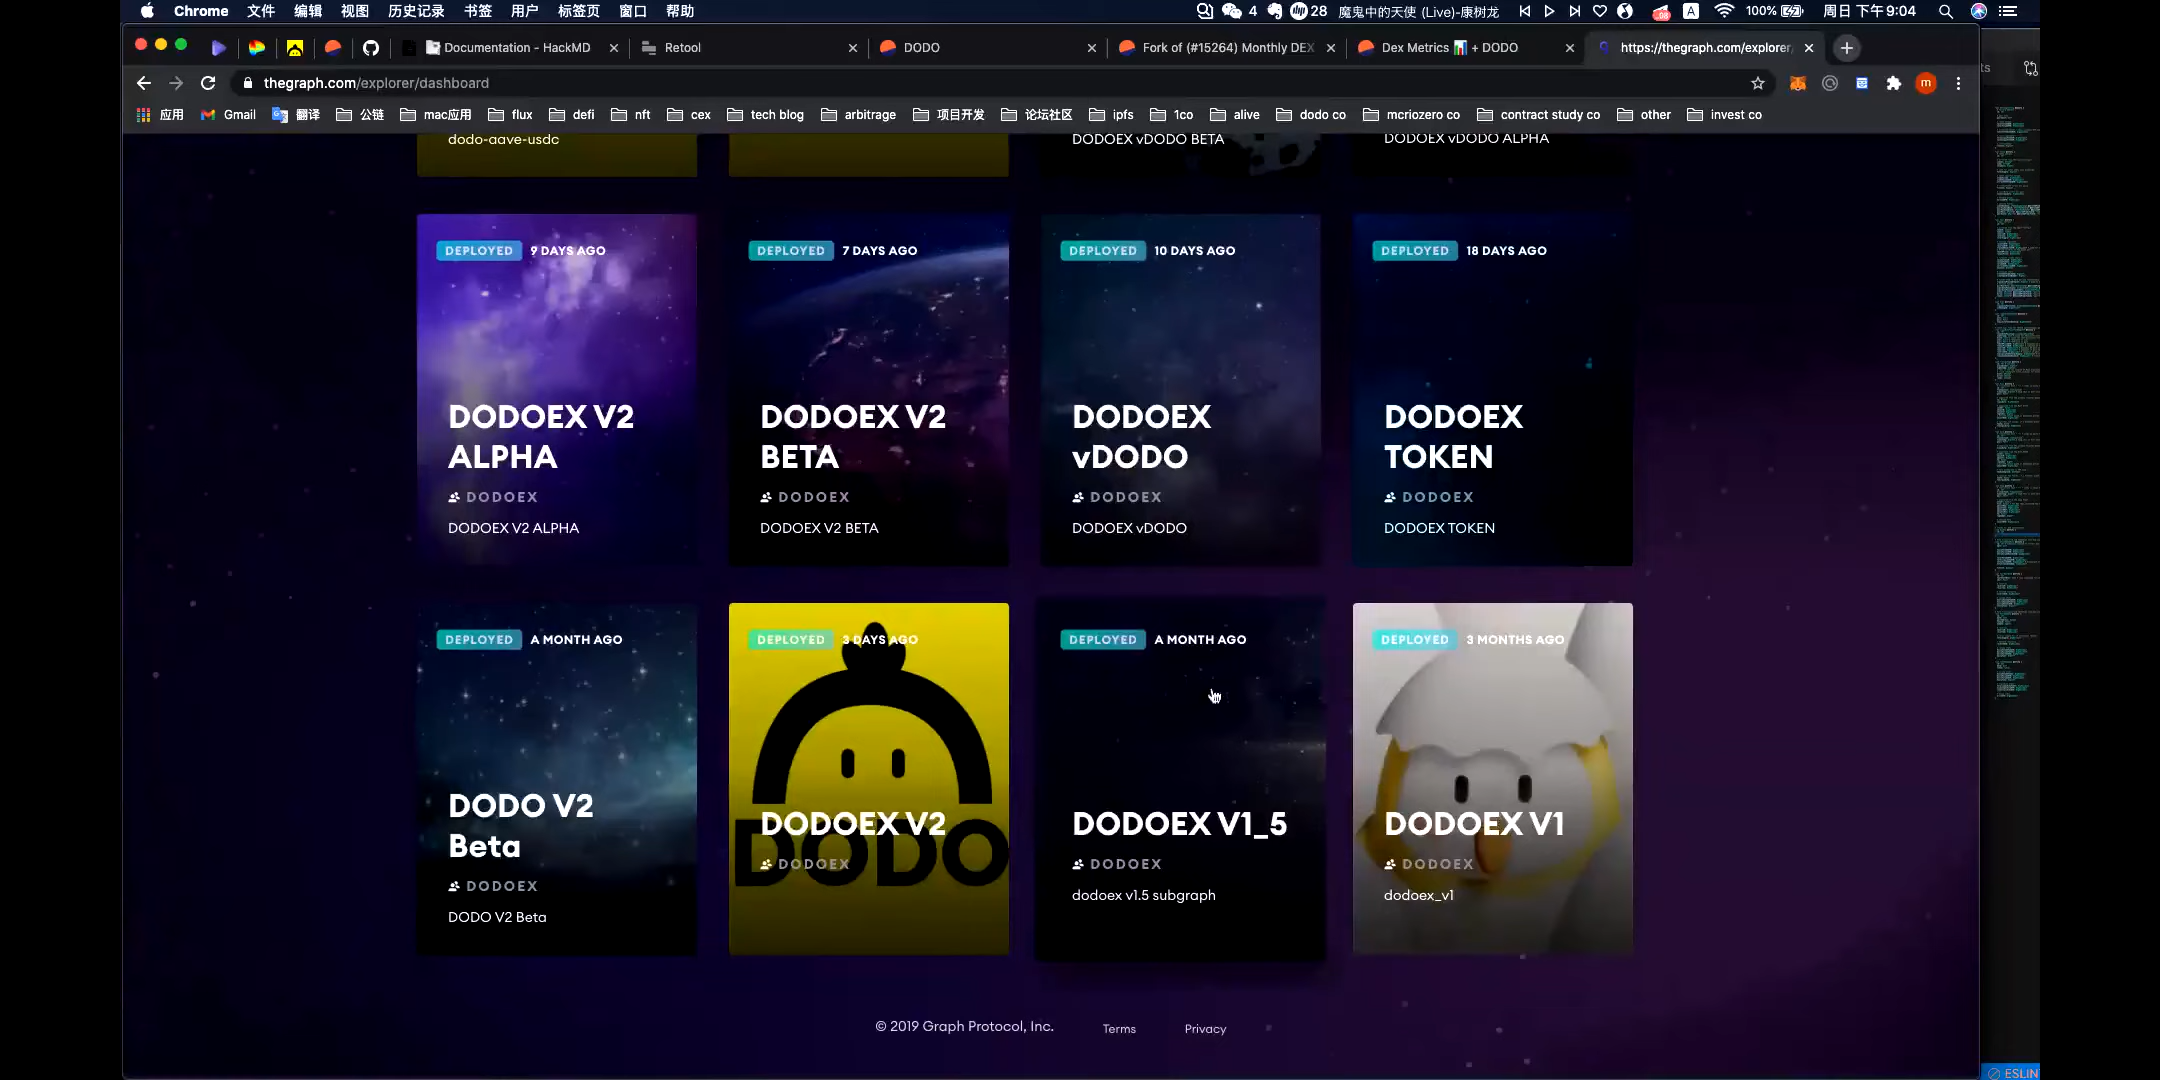 Chrome 文件 编辑 视图 历史记录 书签 用户 标签页 窗口 帮助 4 28 魔鬼中的天使 (Live)-康树龙 A 100% 周日 下午9:04
Documentation - HackMD Retool DODO Fork of (#15264) Monthly DEX Dex Metrics 📊 + DODO https://thegraph.com/explorer/
thegraph.com/explorer/dashboard m
应用 Gmail 翻译 公链 mac应用 flux defi nft cex tech blog arbitrage 项目开发 论坛社区 ipfs 1co alive dodo co mcriozero co contract study co other invest co
dodo-aave-usdc
DODOEX vDODO BETA
DODOEX vDODO ALPHA
DEPLOYED 9 DAYS AGO
DODOEX V2
ALPHA
DODOEX
DODOEX V2 ALPHA
DEPLOYED 7 DAYS AGO
DODOEX V2
BETA
DODOEX
DODOEX V2 BETA
DEPLOYED 10 DAYS AGO
DODOEX
vDODO
DODOEX
DODOEX vDODO
DEPLOYED 18 DAYS AGO
DODOEX
TOKEN
DODOEX
DODOEX TOKEN
DEPLOYED A MONTH AGO
DODO V2
Beta
DODOEX
DODO V2 Beta
DEPLOYED 3 DAYS AGO
DODOEX V2
DODO
DODOEX
DEPLOYED A MONTH AGO
DODOEX V1_5
DODOEX
dodoex v1.5 subgraph
DEPLOYED 3 MONTHS AGO
DODOEX V1
DODOEX
dodoex_v1
© 2019 Graph Protocol, Inc. Terms Privacy
ESLIN